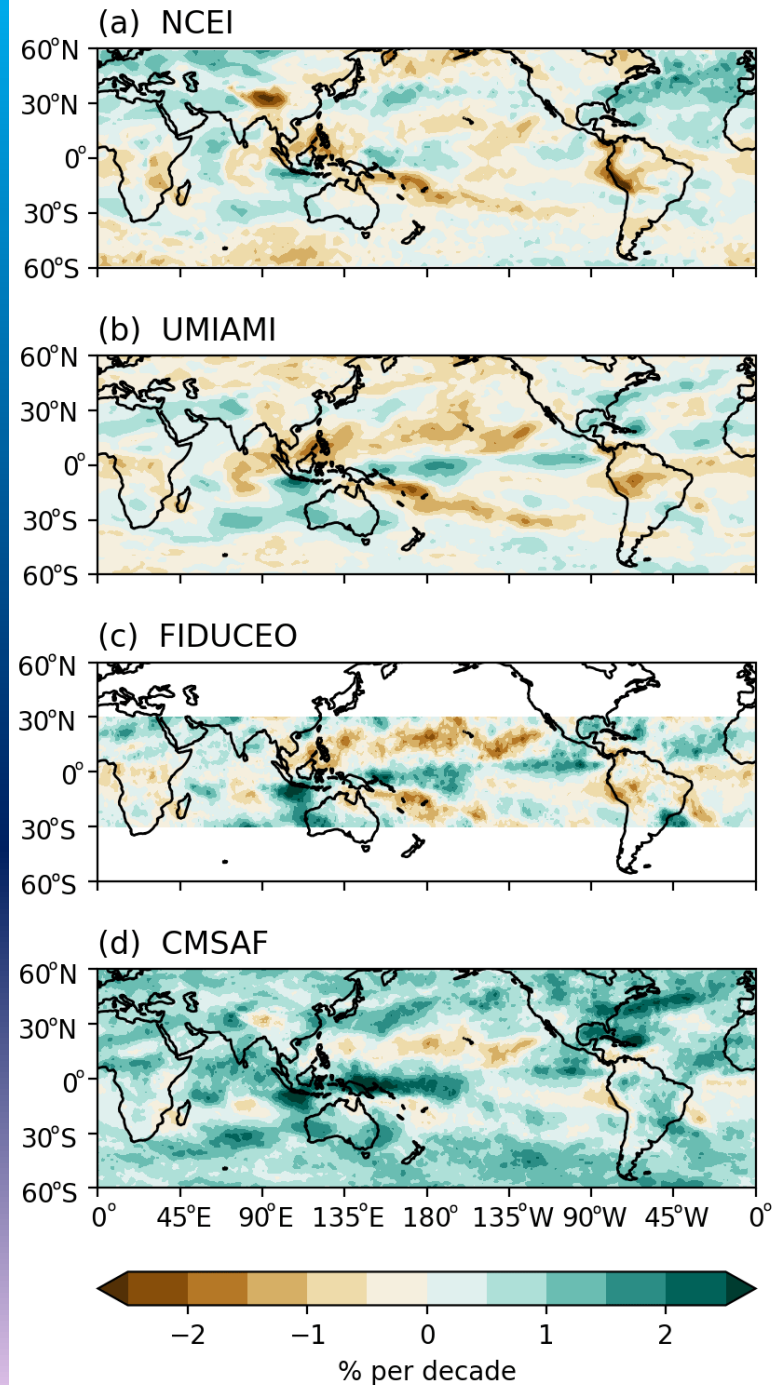 (a) NCEI
60°N
30°N
0°
30°S
60°S
(b) UMIAMI
60°N
30°N
0°
30°S
60°S
(c) FIDUCEO
60°N
30°N
0°
30°S
60°S
(d) CMSAF
60°N
30°N
0°
30°S
60°S
0° 45°E 90°E 135°E 180° 135°W 90°W 45°W 0°
−2 −1 0 1 2
% per decade